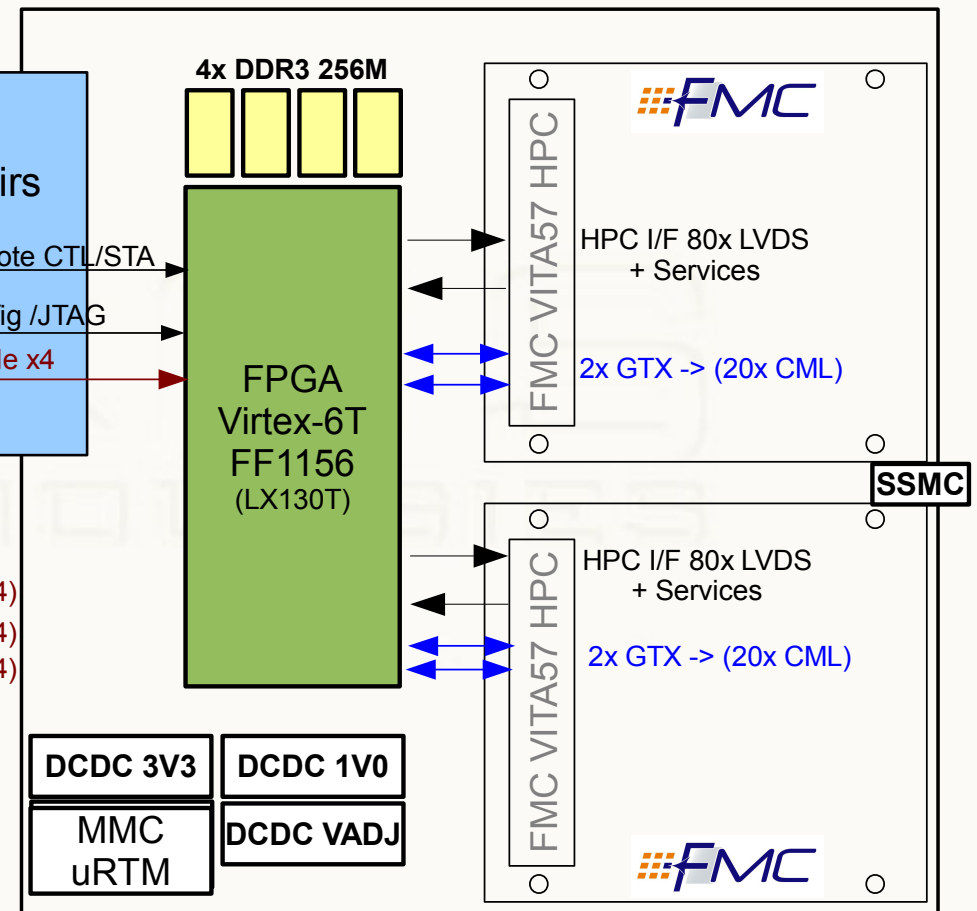 4x DDR3 256M
FMC
irs
ote CTL/STA
fig /JTAG
le x4
FPGA
Virtex-6T
FF1156
(LX130T)
FMC VITA57 HPC
HPC I/F 80x LVDS
+ Services
2x GTX -> (20x CML)
SSMC
FMC VITA57 HPC
HPC I/F 80x LVDS
+ Services
2x GTX -> (20x CML)
4)
4)
4)
DCDC 3V3
DCDC 1V0
MMC
uRTM
DCDC VADJ
FMC